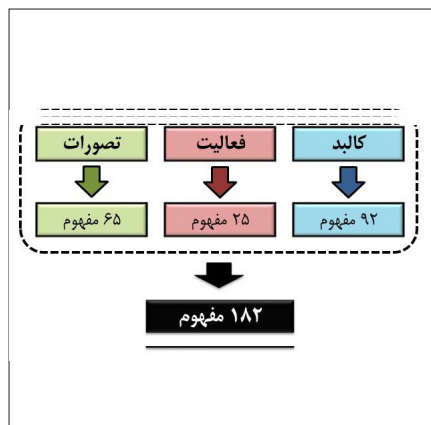 کالبد
فعالیت
تصورات
۹۲ مفهوم
۲۵ مفهوم
۶۵ مفهوم
۱۸۲ مفهوم